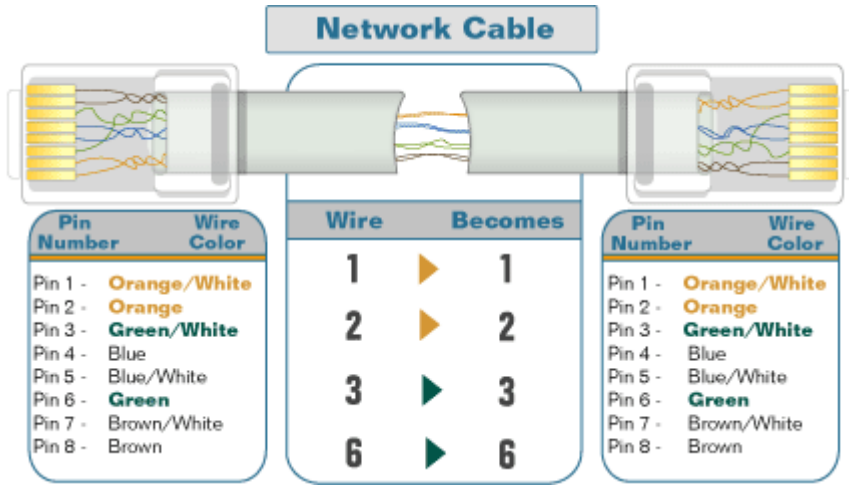 Network Cable
Pin Number Wire Color
Pin 1 - Orange/White
Pin 2 - Orange
Pin 3 - Green/White
Pin 4 - Blue
Pin 5 - Blue/White
Pin 6 - Green
Pin 7 - Brown/White
Pin 8 - Brown
Wire Becomes
1 1
2 2
3 3
6 6
Pin Number Wire Color
Pin 1 - Orange/White
Pin 2 - Orange
Pin 3 - Green/White
Pin 4 - Blue
Pin 5 - Blue/White
Pin 6 - Green
Pin 7 - Brown/White
Pin 8 - Brown